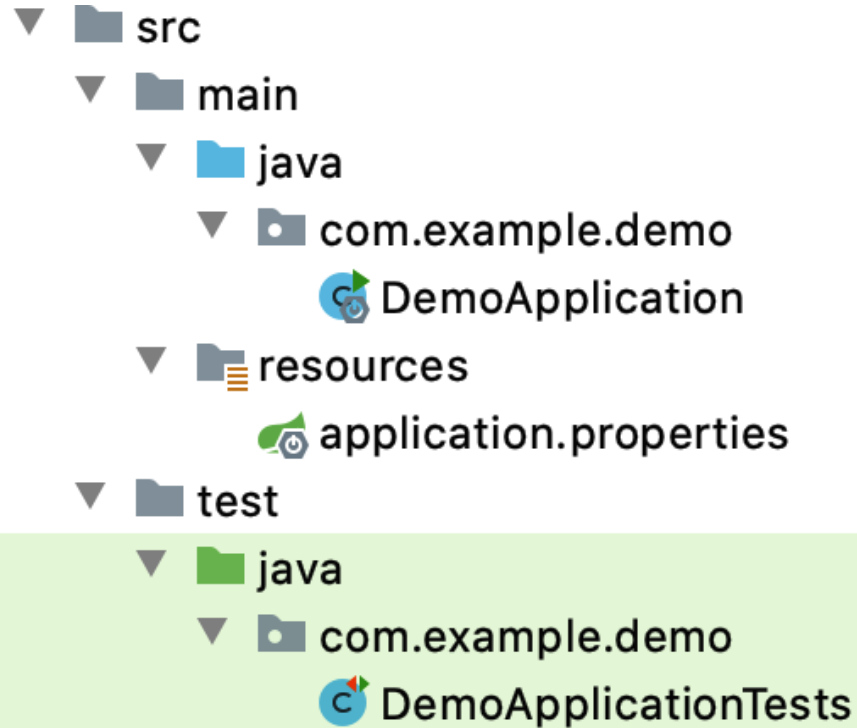 src
main
java
com.example.demo
DemoApplication
resources
application.properties
test
java
com.example.demo
DemoApplicationTests